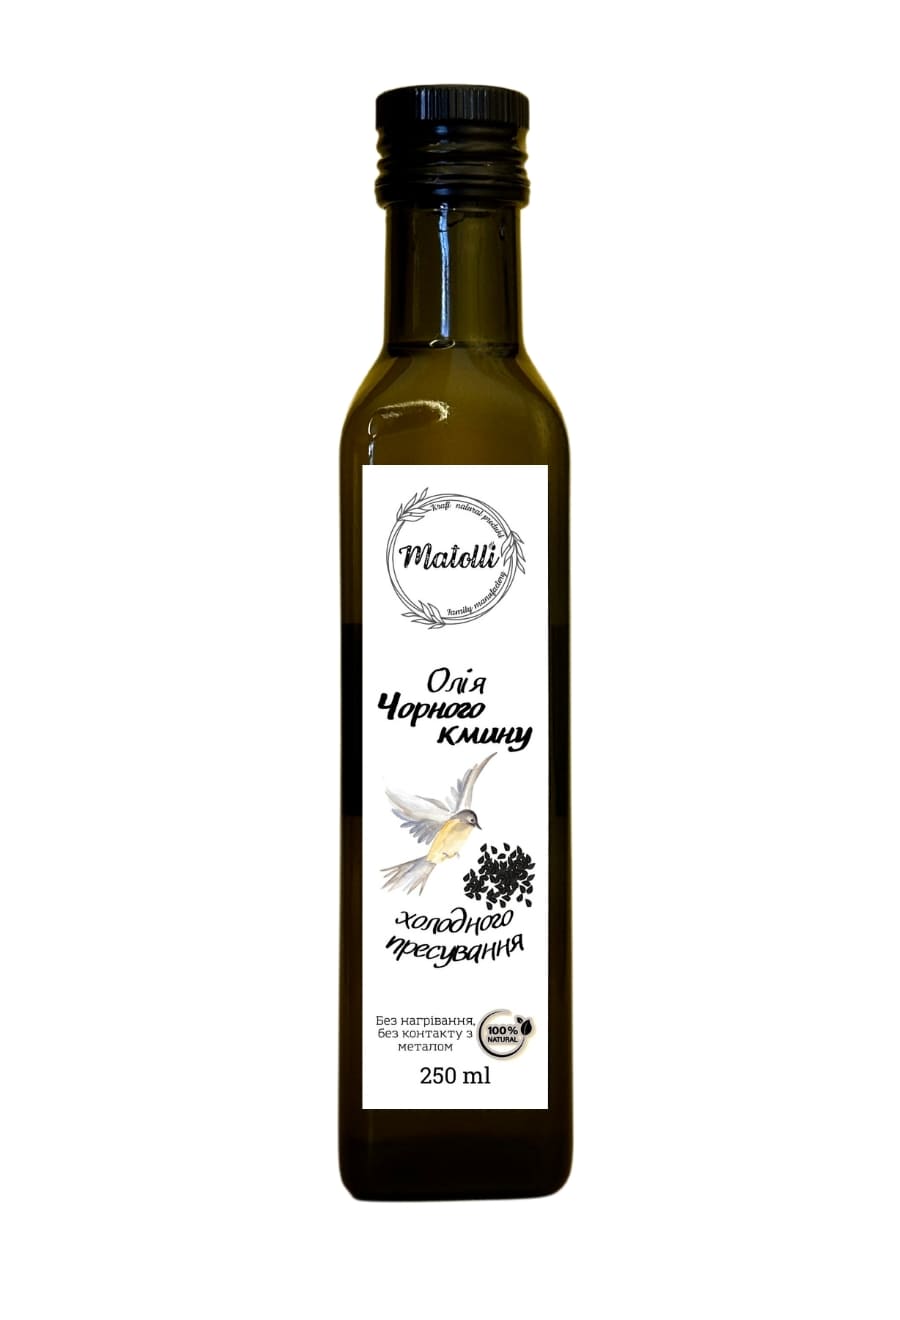 Kraft natural produkt
Matolli
Family manufactory
Олія
Чорного
кмину
холодного
пресування
Без нагрівання,
без контакту з
металом
100%
NATURAL
250 ml